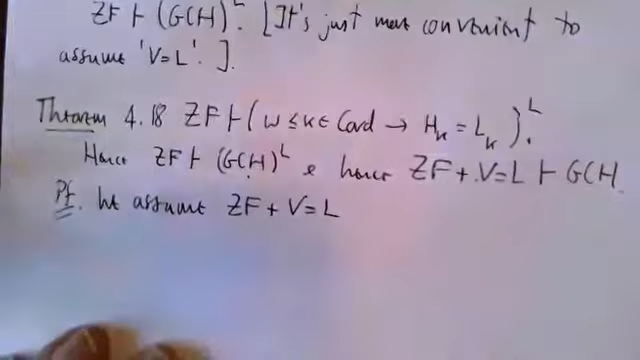 ZF ⊢ (GCH)^L. [It's just more convenient to
assume 'V=L'.].
Theorem 4.18 ZF ⊢ (ω ≤ κ ∈ Card → H_κ = L_κ)^L.
Hence ZF ⊢ (GCH)^L & hence ZF + V=L ⊢ GCH.
Pf. We assume ZF + V=L